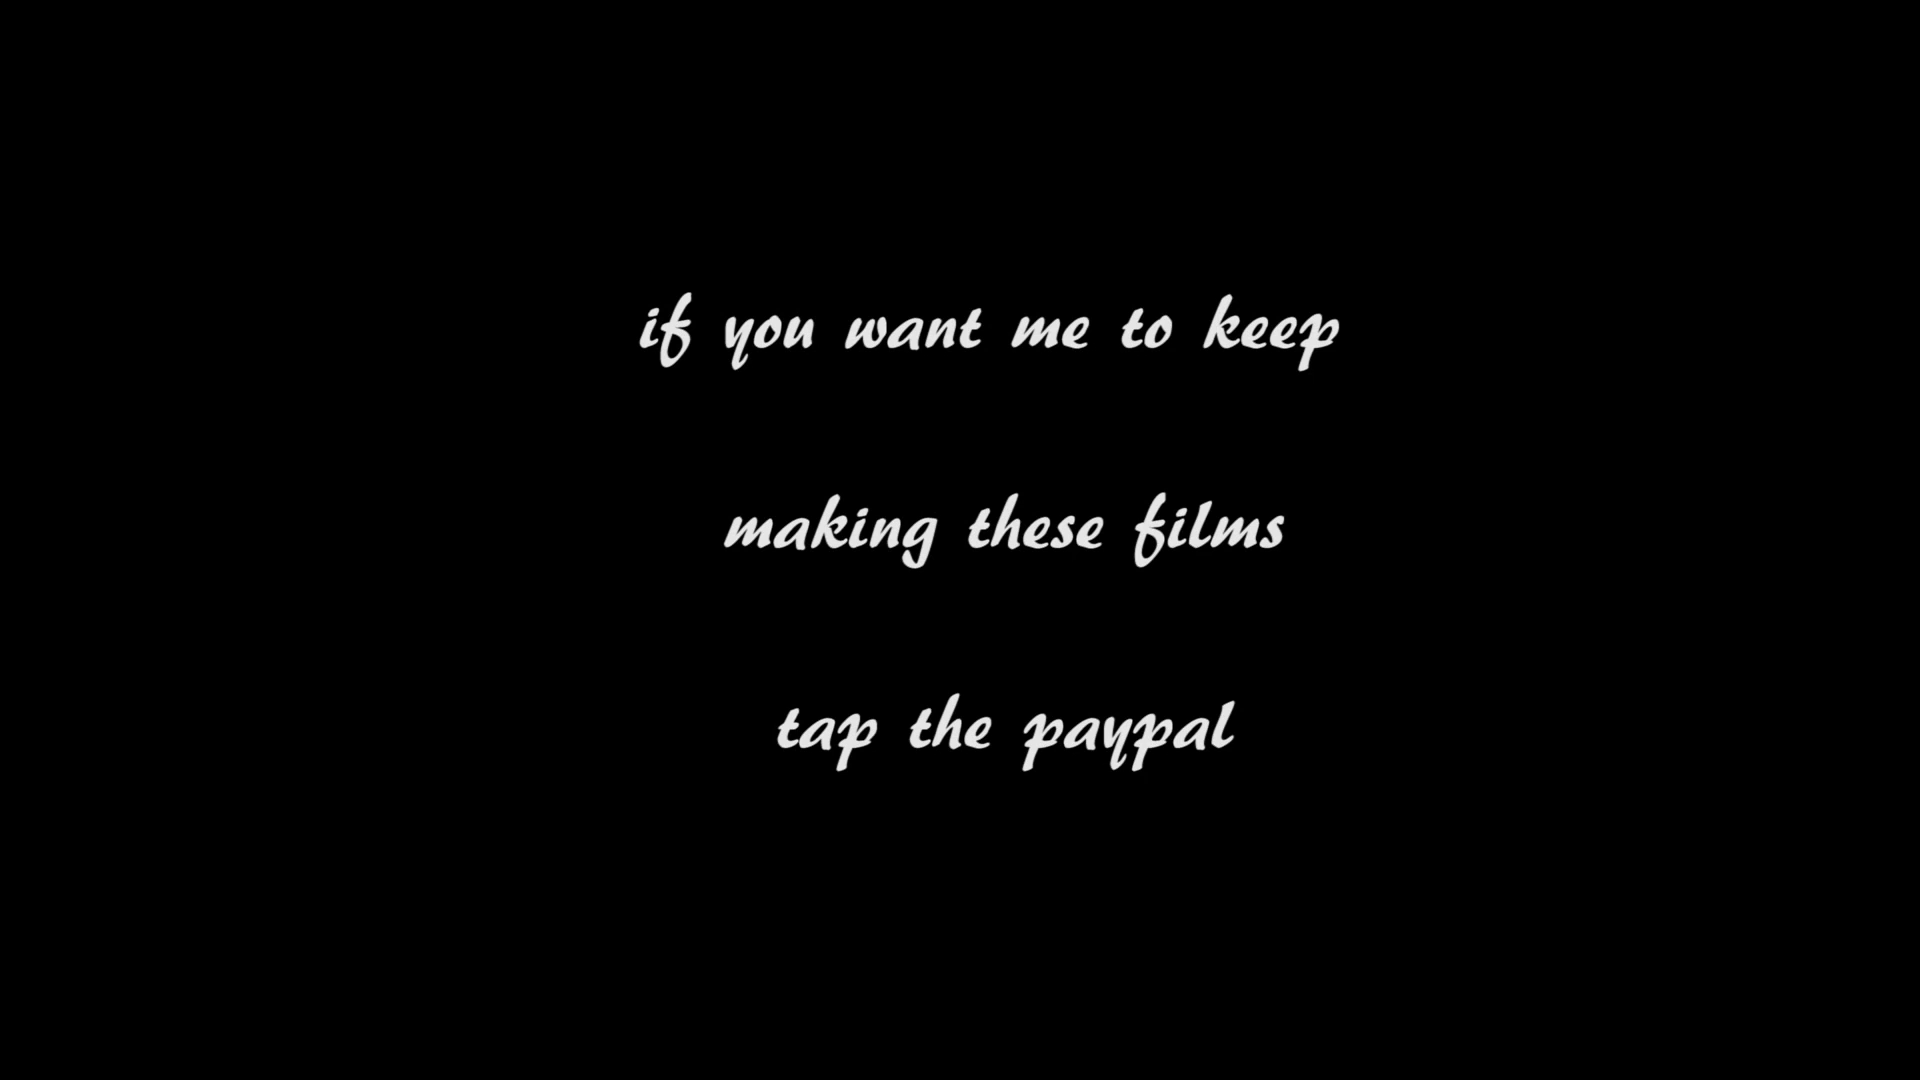 if you want me to keep
making these films
tap the paypal